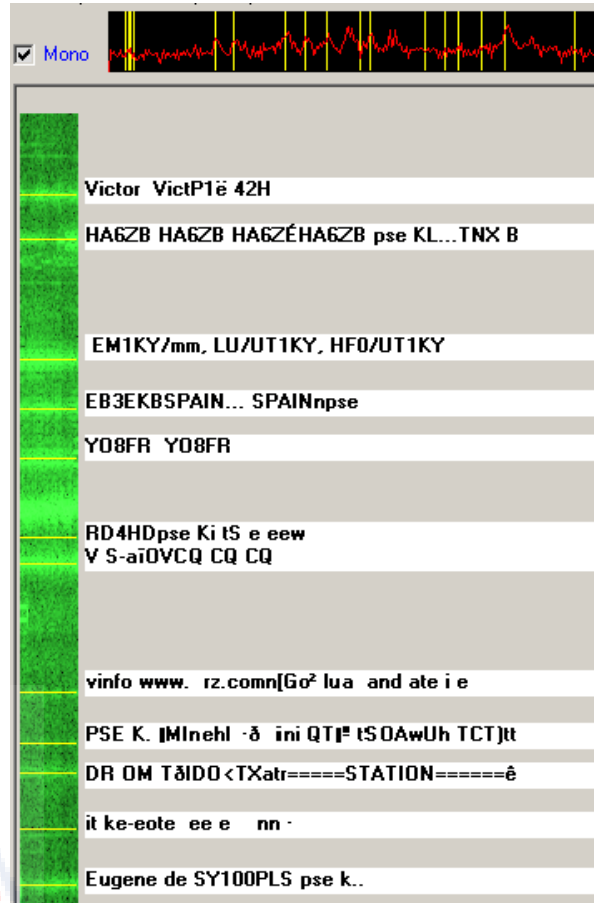 Mono
Victor VictP1ë 42H
HA6ZB HA6ZB HA6ZÉHA6ZB pse KL...TNX B
EM1KY/mm, LU/UT1KY, HF0/UT1KY
EB3EKBSPAIN... SPAINnpse
YO8FR YO8FR
RD4HDpse Ki tS e eew
V S-aïOVCQ CQ CQ
vinfo www. rz.comn[Go² lua and ate i e
PSE K. ini QT TCT)tt
DR OM TðIDO<TXatr=====STATION======ê
it ke-eote ee e nn ·
Eugene de SY100PLS pse k..